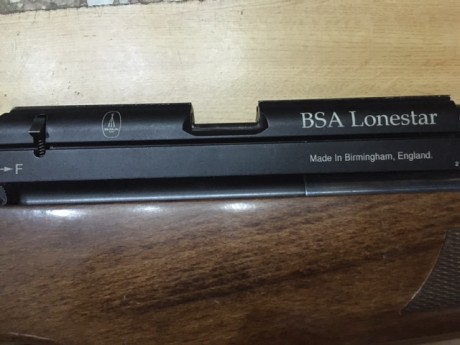 BSA Lonestar
Made In Birmingham, England.
F